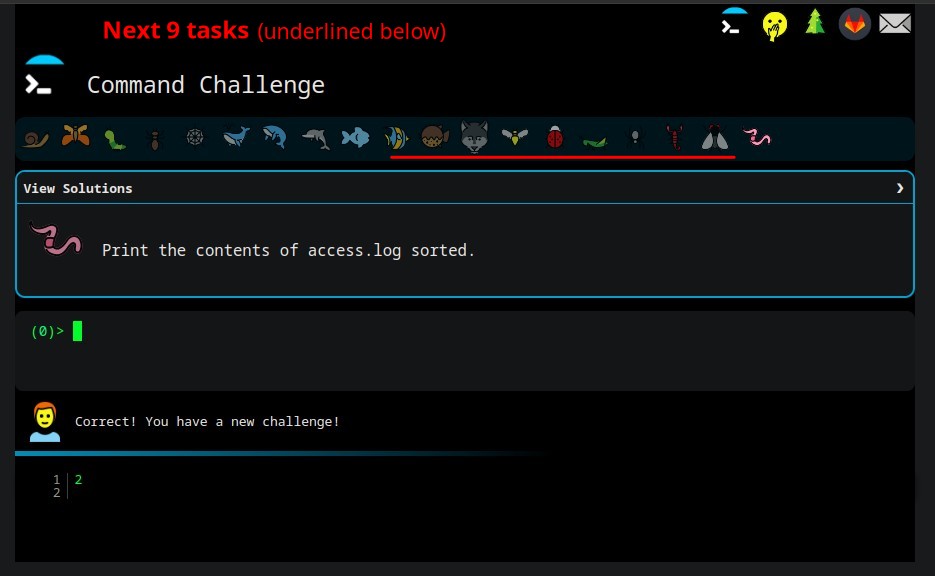 Next 9 tasks (underlined below)
Command Challenge
View Solutions
Print the contents of access.log sorted.
(0)>
Correct! You have a new challenge!
1 2
2